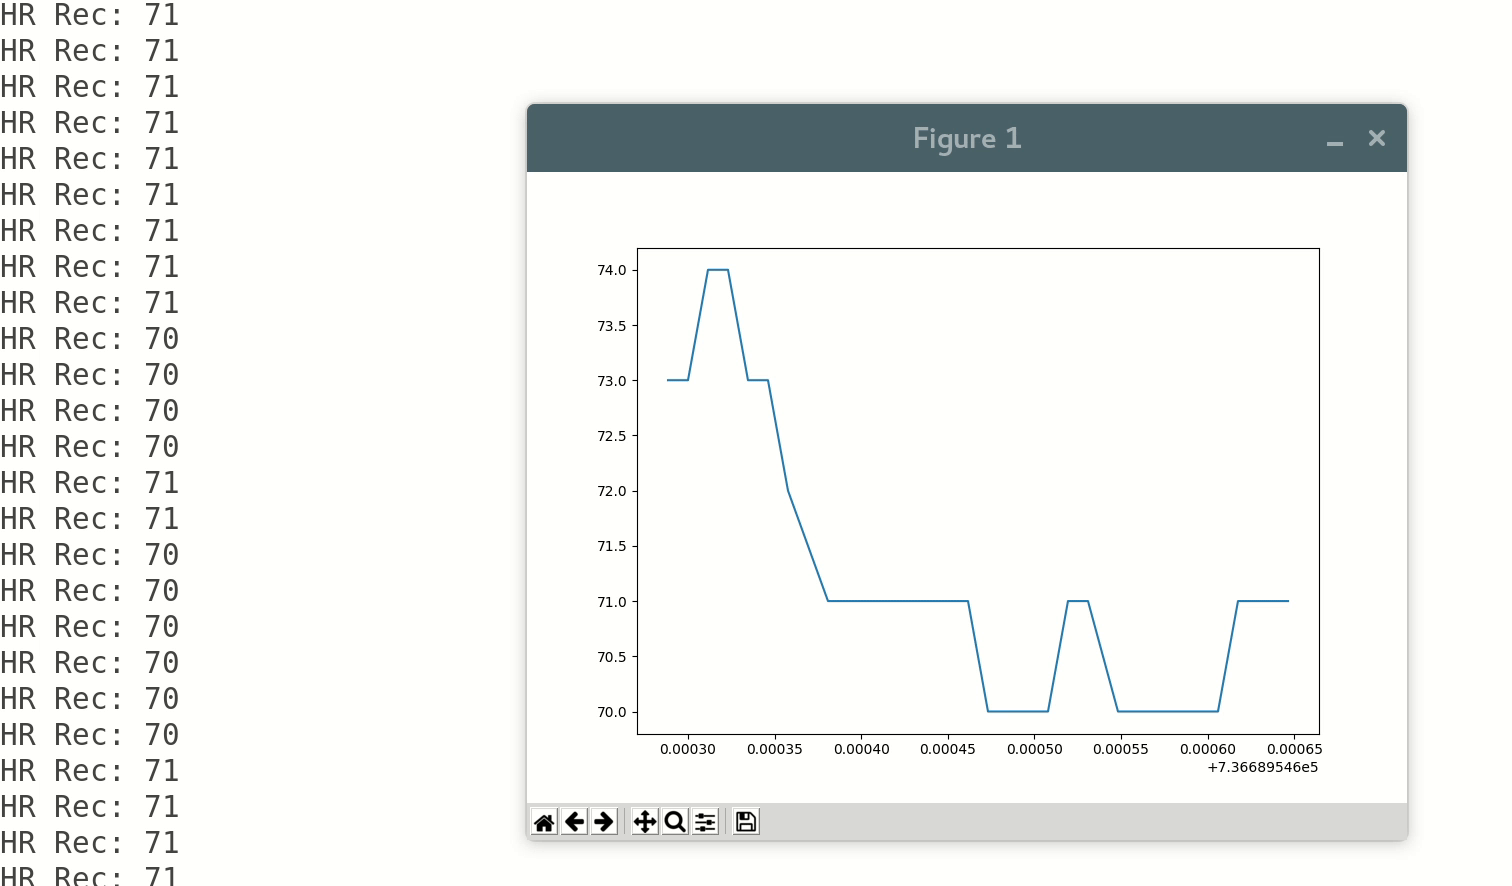 HR Rec: 71
HR Rec: 71
HR Rec: 71
HR Rec: 71
HR Rec: 71
HR Rec: 71
HR Rec: 71
HR Rec: 71
HR Rec: 71
HR Rec: 70
HR Rec: 70
HR Rec: 70
HR Rec: 70
HR Rec: 71
HR Rec: 71
HR Rec: 70
HR Rec: 70
HR Rec: 70
HR Rec: 70
HR Rec: 70
HR Rec: 70
HR Rec: 71
HR Rec: 71
HR Rec: 71
HR Rec: 71
Figure 1
74.0
73.5
73.0
72.5
72.0
71.5
71.0
70.5
70.0
0.00030 0.00035 0.00040 0.00045 0.00050 0.00055 0.00060 0.00065
+7.36689546e5